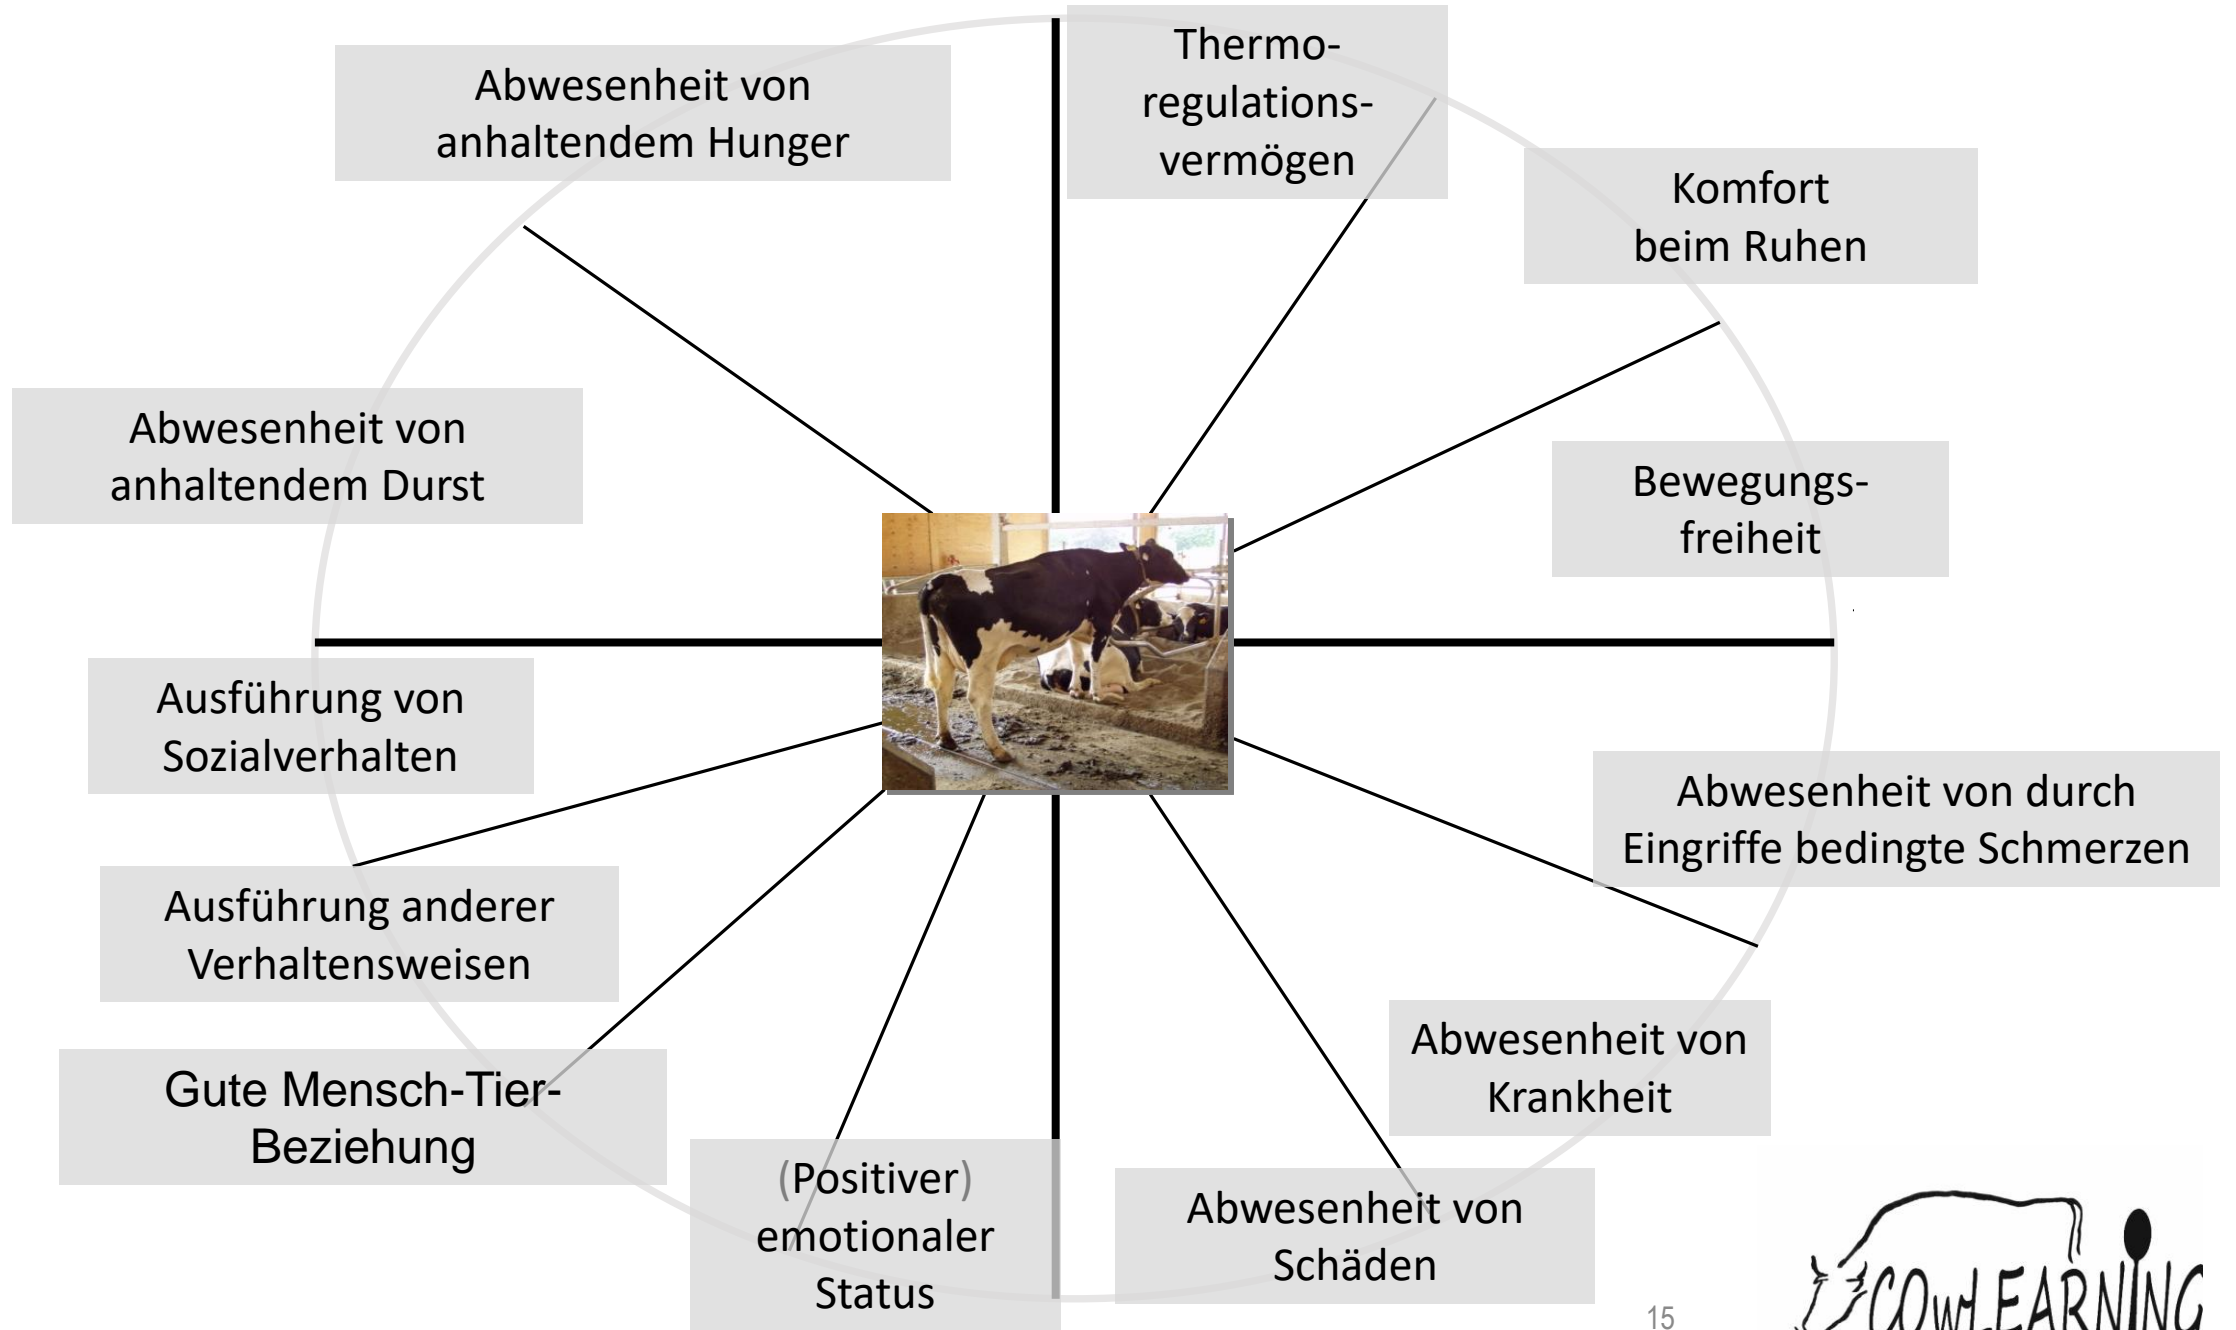 Abwesenheit von
anhaltendem Hunger
Thermo-
regulations-
vermögen
Komfort
beim Ruhen
Abwesenheit von
anhaltendem Durst
Bewegungs-
freiheit
Ausführung von
Sozialverhalten
Abwesenheit von durch
Eingriffe bedingte Schmerzen
Ausführung anderer
Verhaltensweisen
Abwesenheit von
Krankheit
Gute Mensch-Tier-
Beziehung
(Positiver)
emotionaler
Status
Abwesenheit von
Schäden
15
COWLEARNING